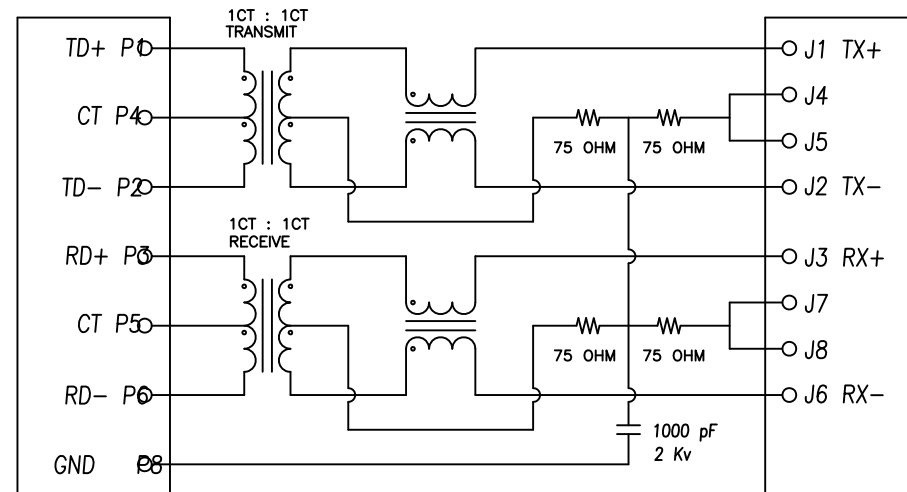 1CT : 1CT
TRANSMIT
TD+ P1
CT P4
TD- P2
J1 TX+
J4
J5
J2 TX-
75 OHM
75 OHM
1CT : 1CT
RECEIVE
RD+ P3
CT P5
RD- P6
J3 RX+
J7
J8
J6 RX-
75 OHM
75 OHM
1000 pF
2 Kv
GND P8